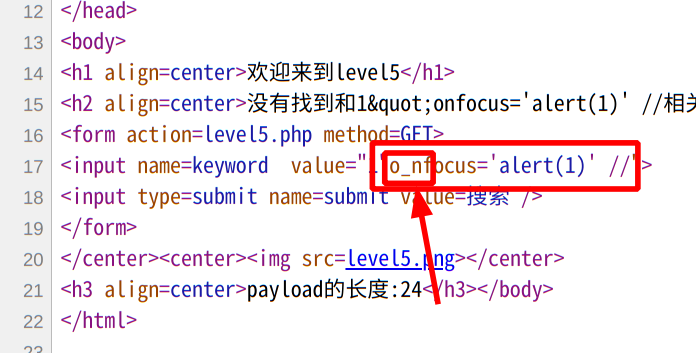 12 </head>
13 <body>
14 <h1 align=center>欢迎来到level5</h1>
15 <h2 align=center>没有找到和1&quot;onfocus='alert(1)' //相关
16 <form action=level5.php method=GET>
17 <input name=keyword  value="1"o_nfocus='alert(1)' //">
18 <input type=submit name=submit value=搜索 />
19 </form>
20 </center><center><img src=level5.png></center>
21 <h3 align=center>payload的长度:24</h3></body>
22 </html>
23